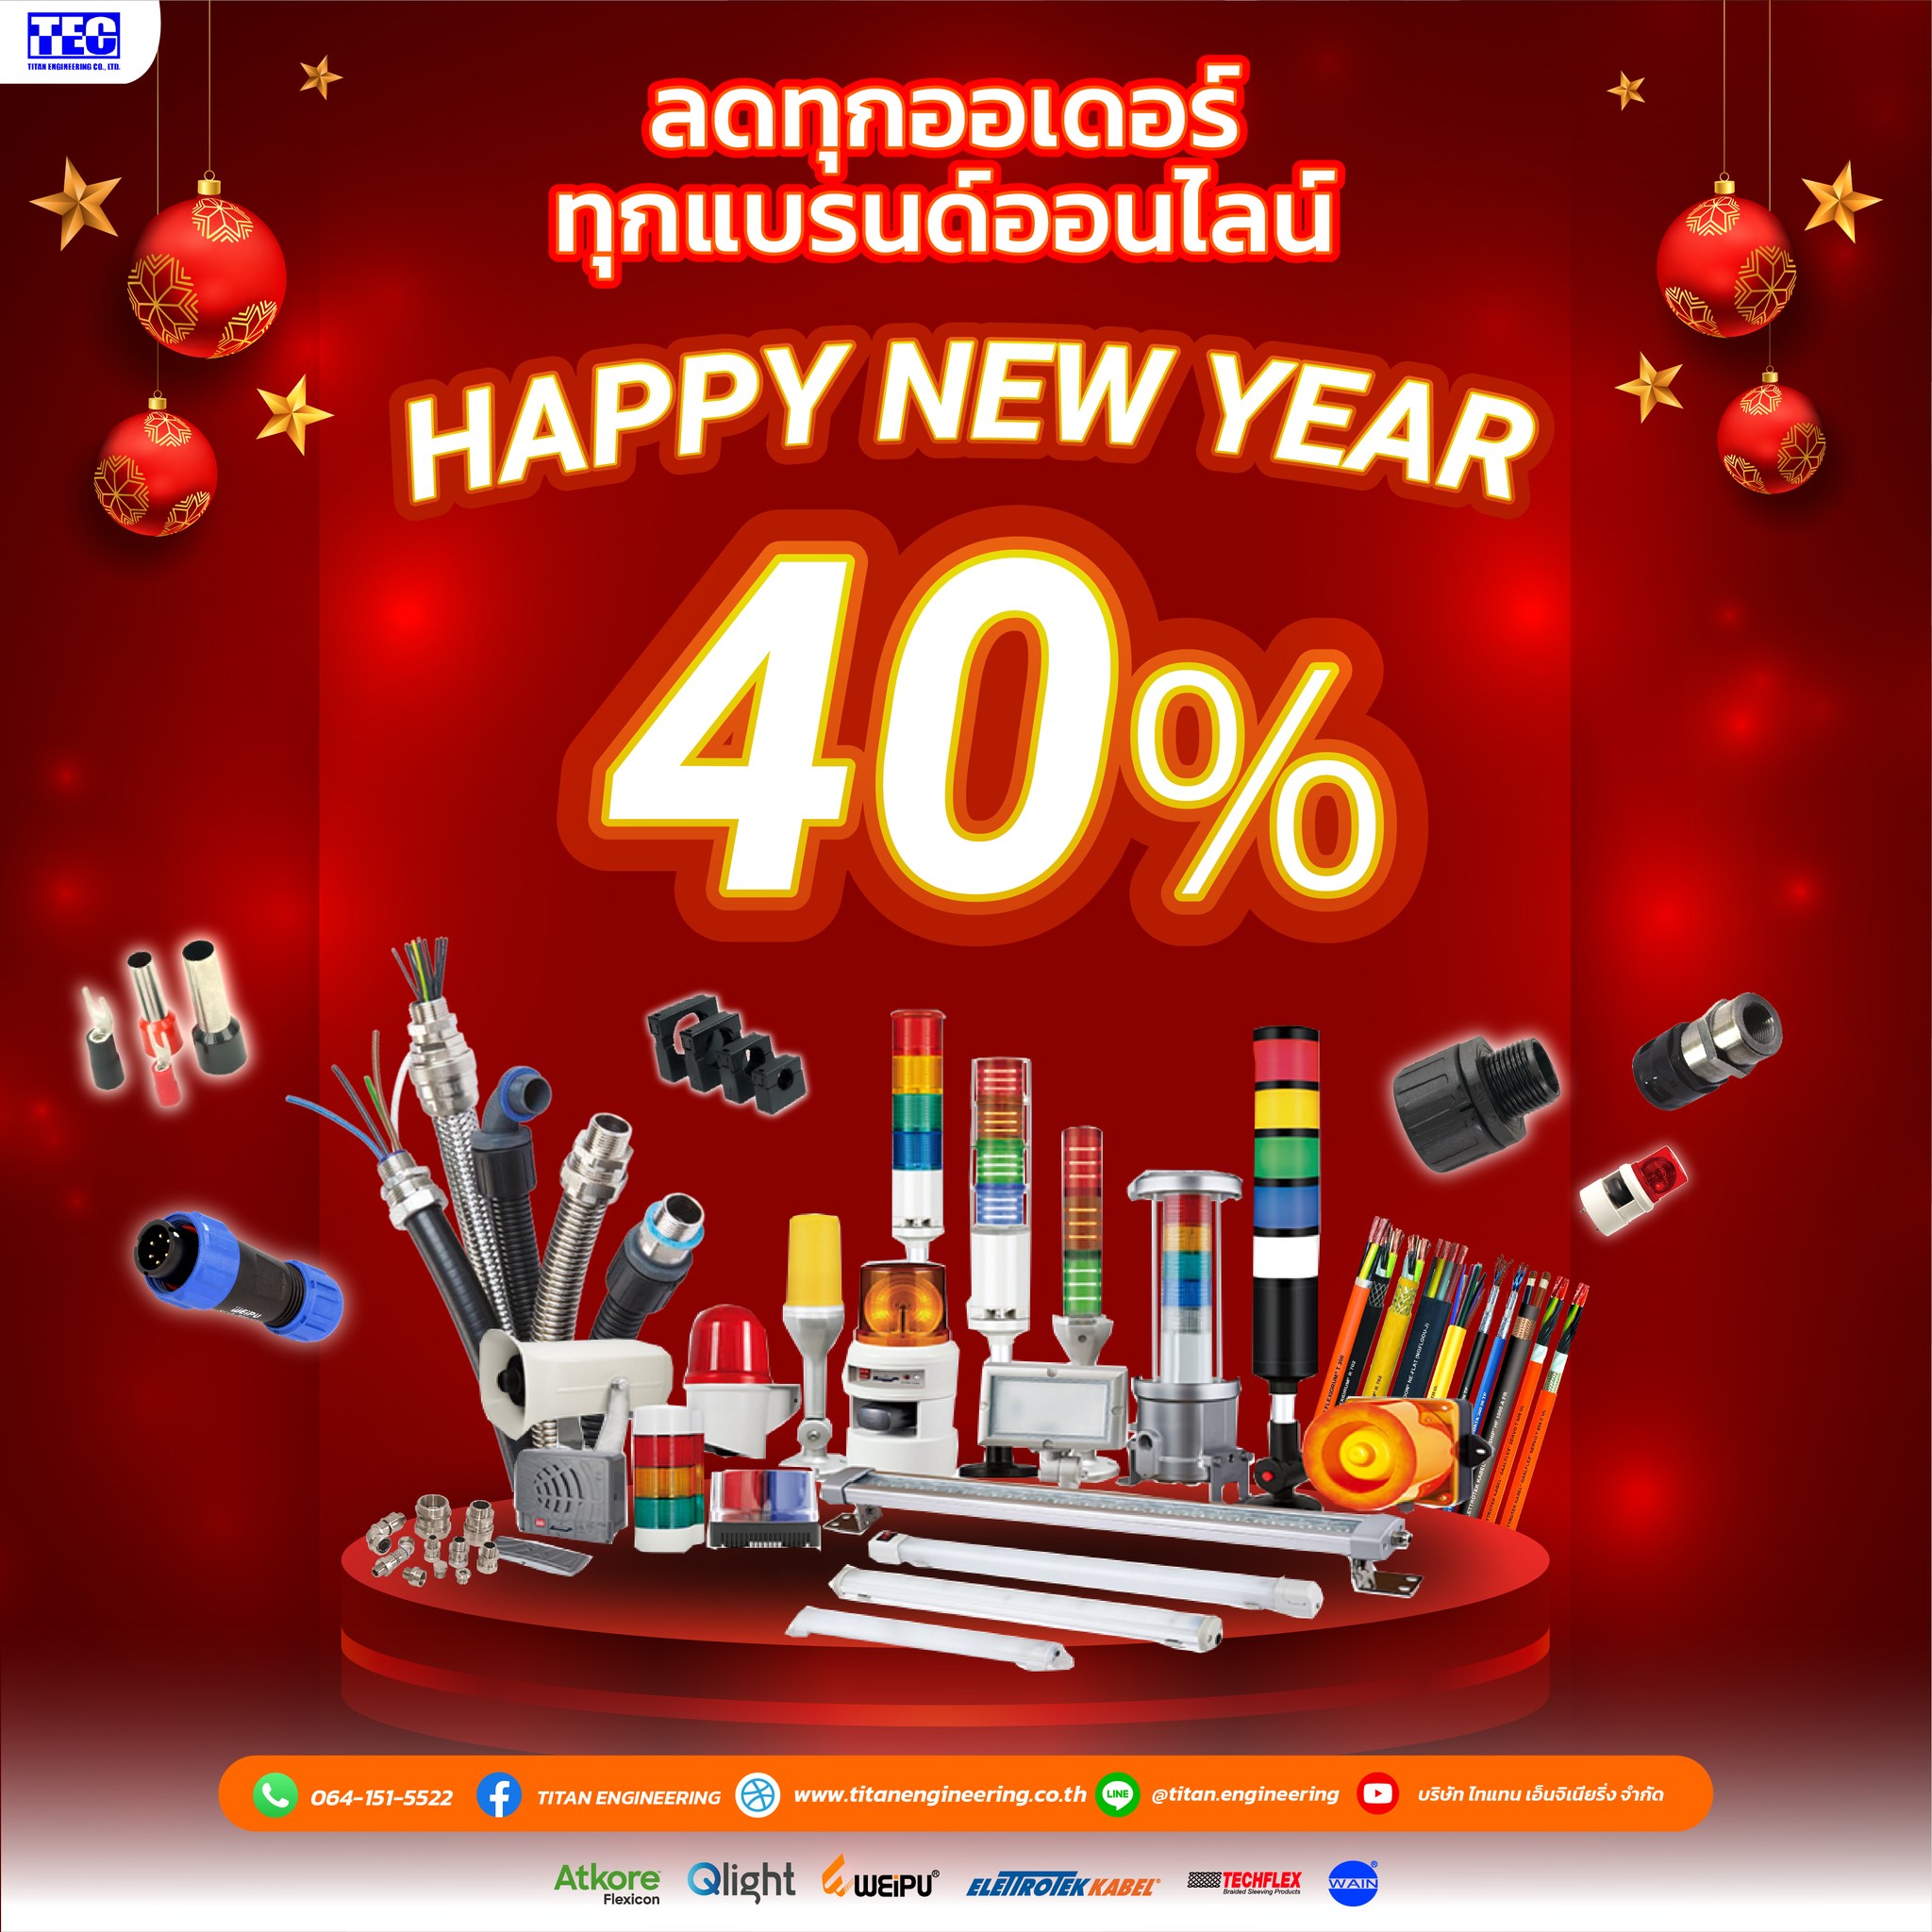 TEC
TITAN ENGINEERING CO., LTD.
ลดทุกออเดอร์
ทุกแบรนด์ออนไลน์
HAPPY NEW YEAR
40%
WEIPU
064-151-5522
TITAN ENGINEERING
www.titanengineering.co.th
LINE
@titan.engineering
บริษัท ไทแทน เอ็นจิเนียริ่ง จำกัด
Atkore
Flexicon
Qlight
WEIPU®
ELETTROTEK KABEL®
TECHFLEX
Braided Sleeving Products
WAIN®